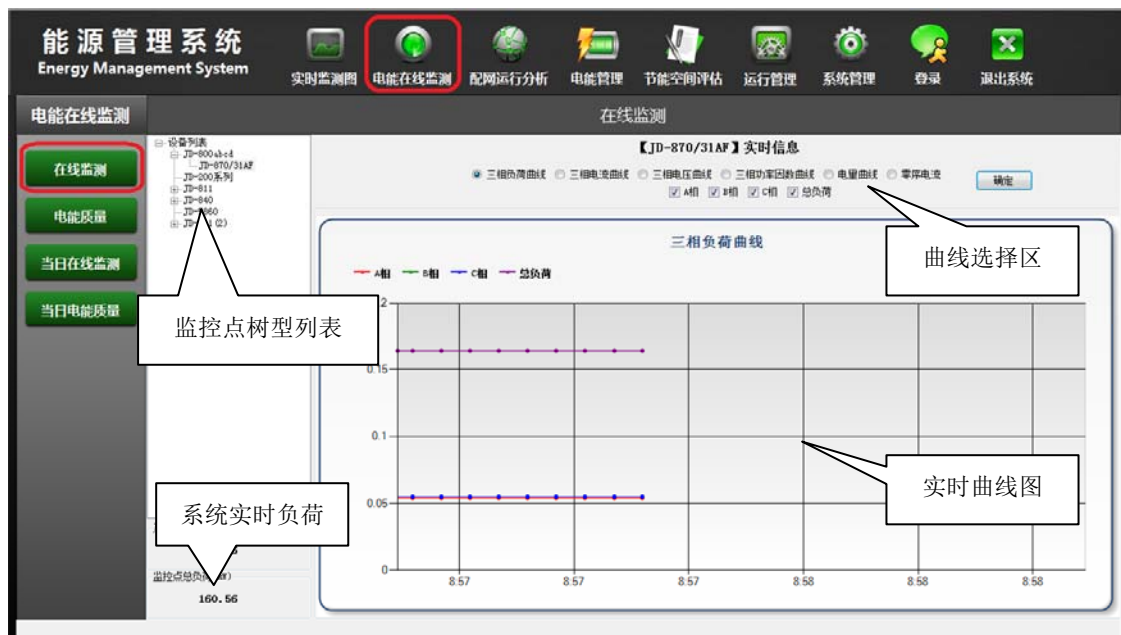 能源管理系统
Energy Management System
实时监测图 电能在线监测 配网运行分析 电能管理 节能空间评估 运行管理 系统管理 登录 退出系统
电能在线监测
在线监测
在线监测
电能质量
当日在线监测
当日电能质量
设备列表
JD-800abcd
JD-870/31AF
JD-200系列
JD-811
JD-840
监控点树型列表
系统实时负荷
监控点总负荷
160.56
【JD-870/31AF】实时信息
三相负荷曲线 三相电流曲线 三相电压曲线 三相功率因数曲线 电量曲线 零序电流
A相 B相 C相 总负荷
确定
曲线选择区
三相负荷曲线
A相 B相 C相 总负荷
0.15
0.1
0.05
0
8:57 8:57 8:57 8:58 8:58 8:58
实时曲线图